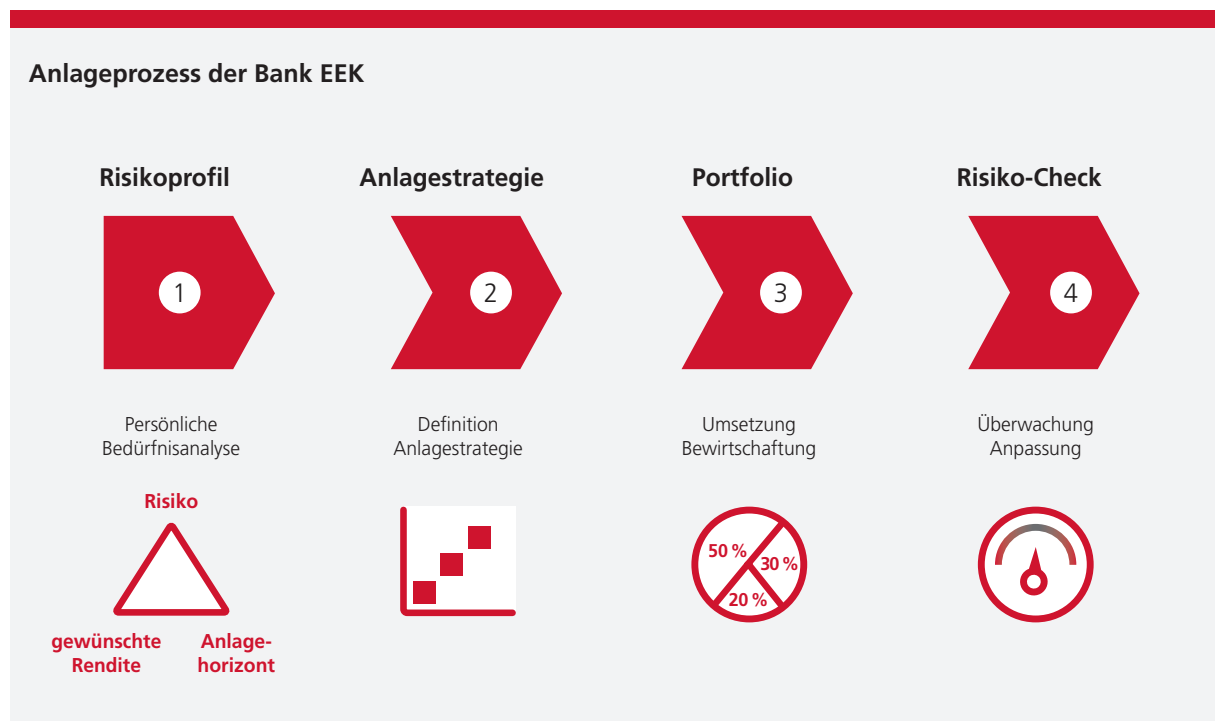 Anlageprozess der Bank EEK
Risikoprofil
Anlagestrategie
Portfolio
Risiko-Check
1
2
3
4
Persönliche
Bedürfnisanalyse
Definition
Anlagestrategie
Umsetzung
Bewirtschaftung
Überwachung
Anpassung
Risiko
gewünschte
Rendite
Anlage-
horizont
50 %
30 %
20 %